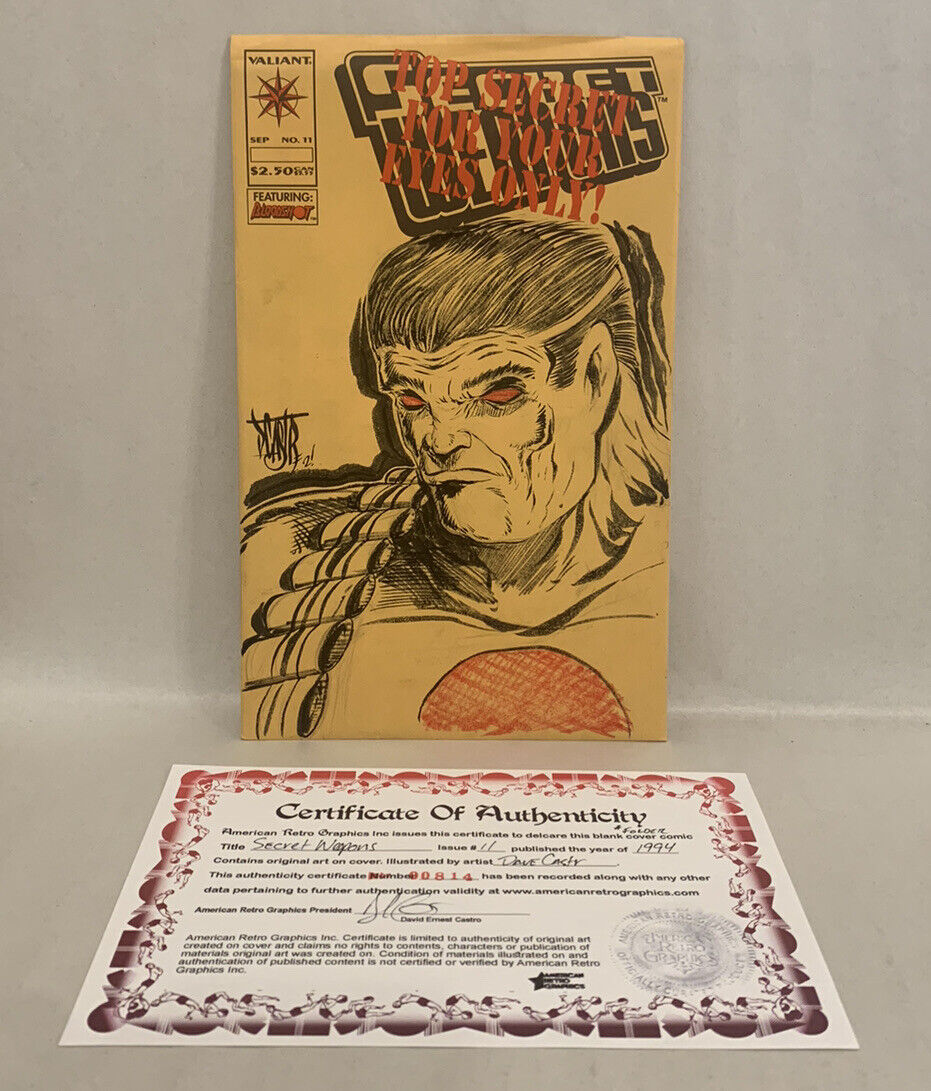 VALIANT.
SEP NO. 11
$2.50
CAN
FEATURING:
BLOODSHOT
SECRET
WEAPONS™
TOP SECRET
FOR YOUR
EYES ONLY!
Certificate Of Authenticity
* FOLDER
American Retro Graphics Inc issues this certificate to delcare this blank cover comic
Title Secret Weapons Issue # 11 published the year of 1994
Contains original art on cover. Illustrated by artist Dave Castr.
This authenticity certificate Number 00814 has been recorded along with any other
data pertaining to further authentication validity at www.americanretrographics.com
American Retro Graphics President
David Ernest Castro
American Retro Graphics Inc. Certificate is limited to authenticity of original art
created on cover and claims no rights to contents, characters or publication of
materials original art was created on. Condition of materials illustrated on and
authentication of published content is not certified or verified by American Retro
Graphics Inc.
AMERICAN
RETRO
GRAPHICS